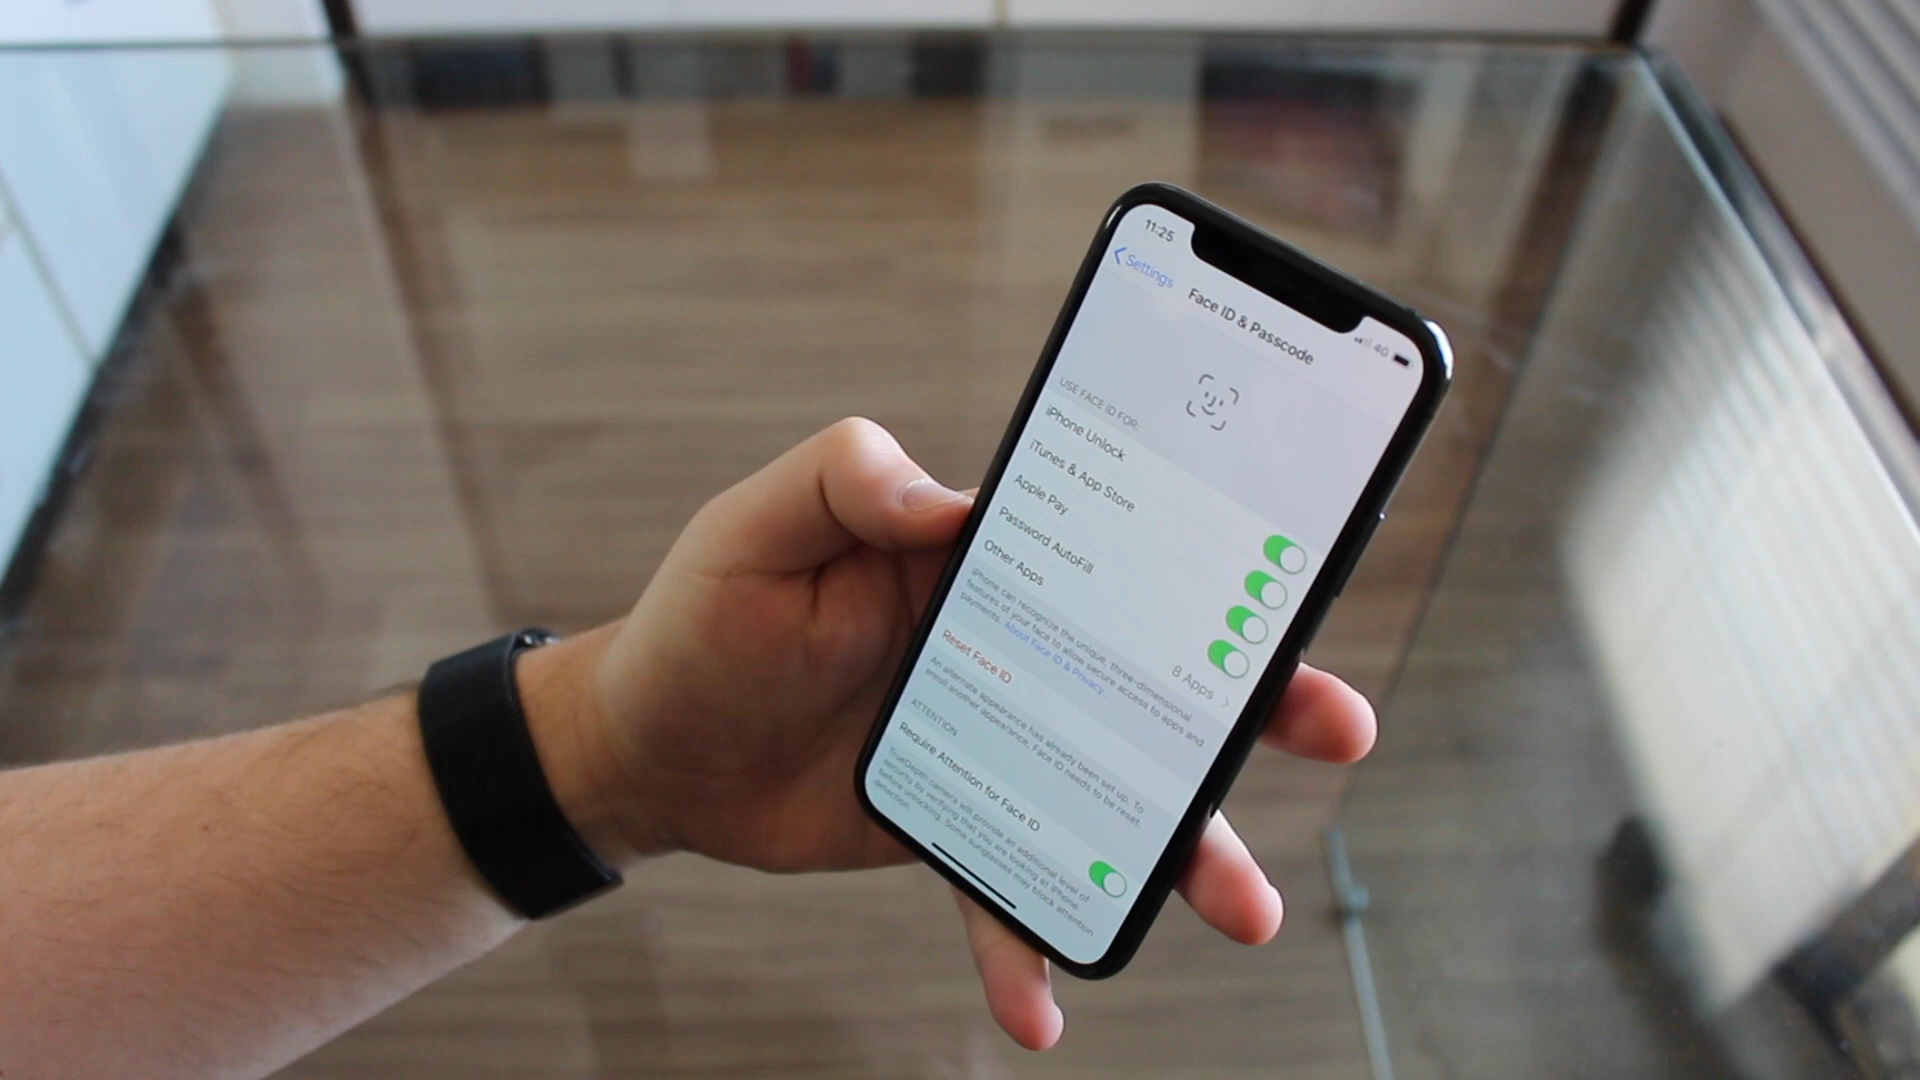 11:25
4G
Settings
Face ID & Passcode
USE FACE ID FOR:
iPhone Unlock
iTunes & App Store
Apple Pay
Password AutoFill
Other Apps
8 Apps
iPhone can recognize the unique, three-dimensional
features of your face to allow secure access to apps and
payments. About Face ID & Privacy...
Reset Face ID
An alternate appearance has already been set up. To
enroll another appearance, Face ID needs to be reset.
ATTENTION
Require Attention for Face ID
TrueDepth camera will provide an additional level of
security by verifying that you are looking at iPhone
before unlocking. Some sunglasses may block attention
detection.